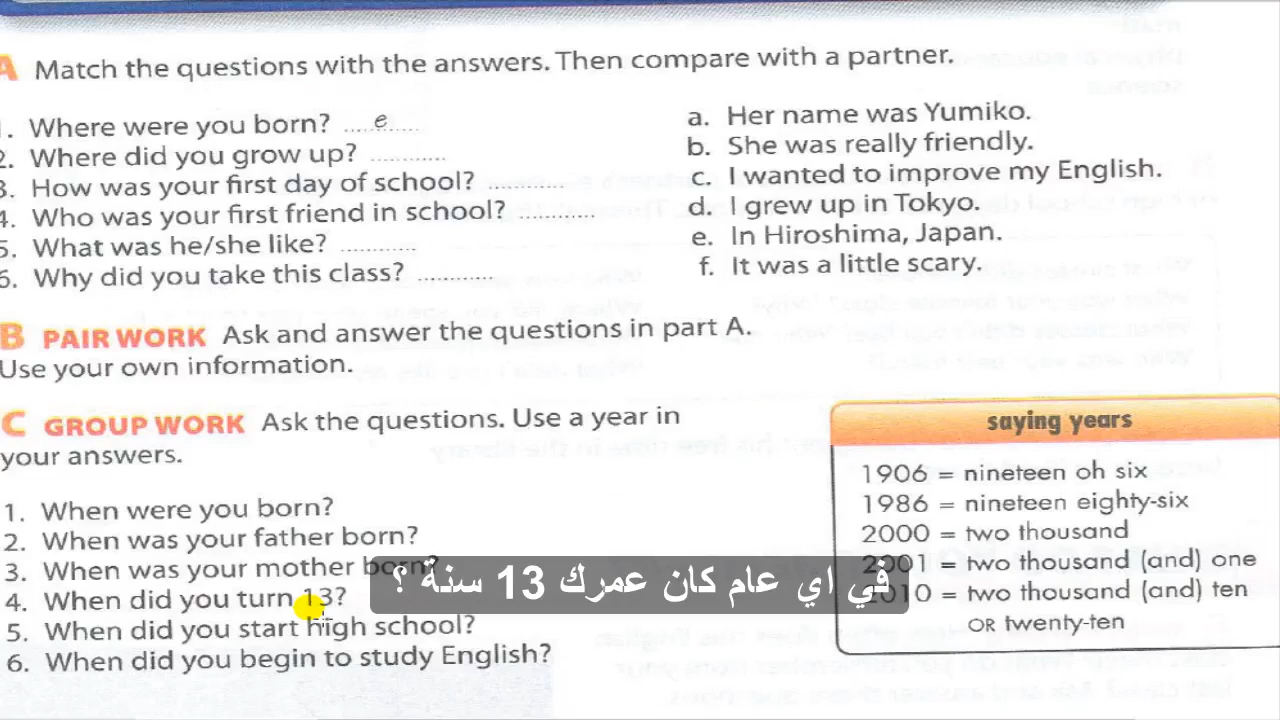 A Match the questions with the answers. Then compare with a partner.
1. Where were you born? e
2. Where did you grow up? ............
3. How was your first day of school? ............
4. Who was your first friend in school? ............
5. What was he/she like? ............
6. Why did you take this class? ............
a. Her name was Yumiko.
b. She was really friendly.
c. I wanted to improve my English.
d. I grew up in Tokyo.
e. In Hiroshima, Japan.
f. It was a little scary.
B PAIR WORK Ask and answer the questions in part A.
Use your own information.
C GROUP WORK Ask the questions. Use a year in
your answers.
1. When were you born?
2. When was your father born?
3. When was your mother born?
4. When did you turn 13?
5. When did you start high school?
6. When did you begin to study English?
saying years
1906 = nineteen oh six
1986 = nineteen eighty-six
2000 = two thousand
2001 = two thousand (and) one
2010 = two thousand (and) ten
OR twenty-ten
في اي عام كان عمرك 13 سنة ؟